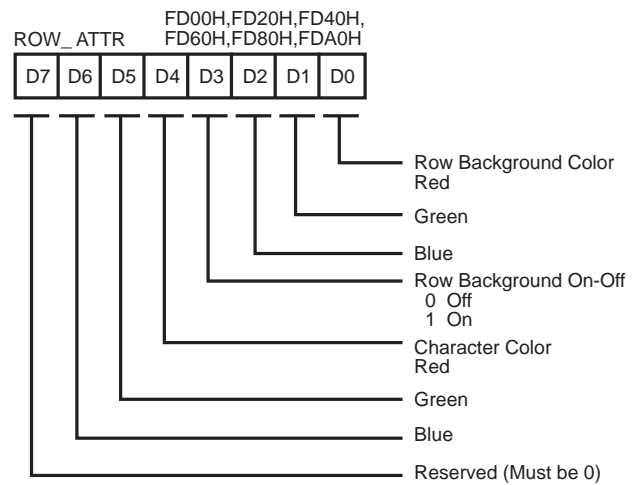 FD00H,FD20H,FD40H,
ROW_ ATTR FD60H,FD80H,FDA0H
D7 D6 D5 D4 D3 D2 D1 D0
Row Background Color
Red
Green
Blue
Row Background On-Off
0 Off
1 On
Character Color
Red
Green
Blue
Reserved (Must be 0)